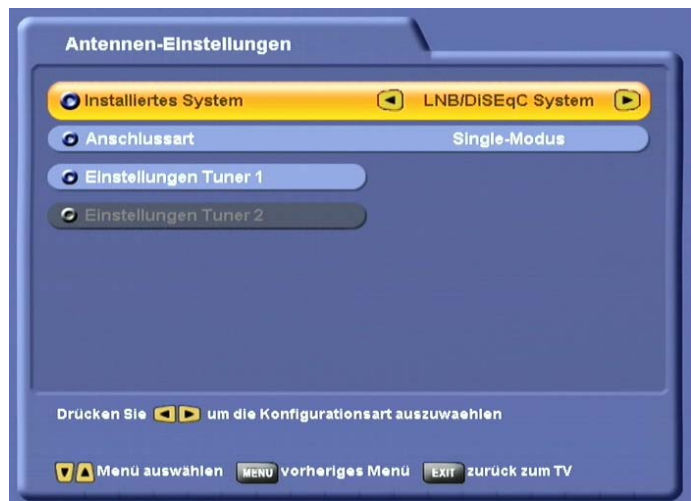 Antennen-Einstellungen
Installiertes System LNB/DiSEqC System
Anschlussart Single-Modus
Einstellungen Tuner 1
Einstellungen Tuner 2
Drücken Sie um die Konfigurationsart auszuwaehlen
Menü auswählen MENU vorheriges Menü EXIT zurück zum TV